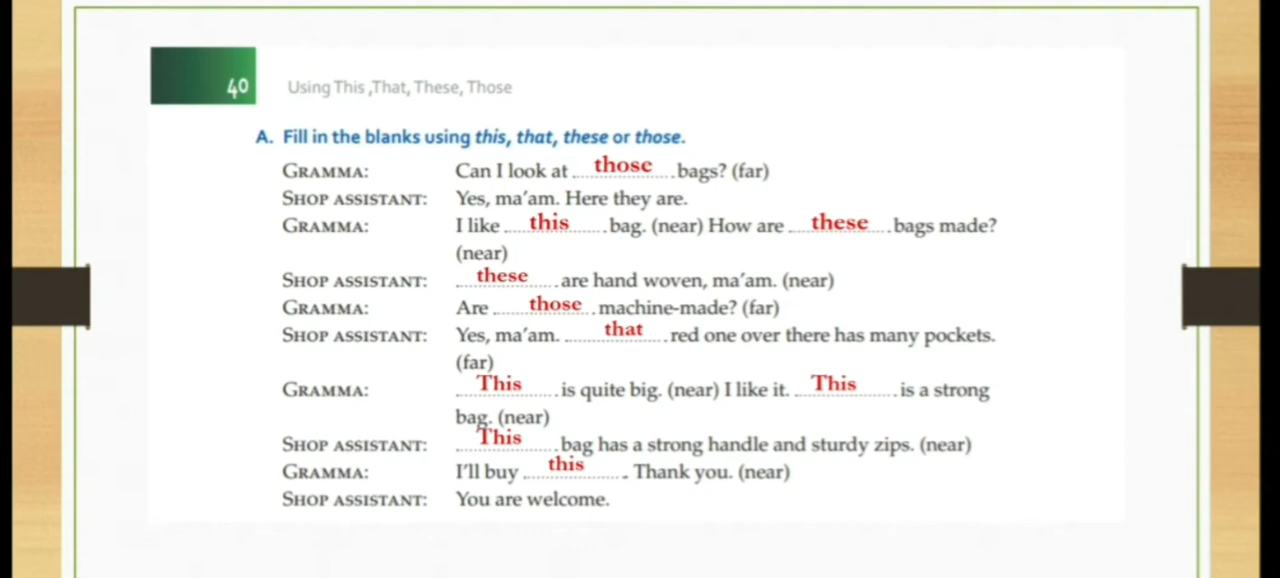 40
Using This ,That, These, Those
A. Fill in the blanks using this, that, these or those.
GRAMMA: Can I look at those bags? (far)
SHOP ASSISTANT: Yes, ma'am. Here they are.
GRAMMA: I like this bag. (near) How are these bags made?
(near)
SHOP ASSISTANT: these are hand woven, ma'am. (near)
GRAMMA: Are those machine-made? (far)
SHOP ASSISTANT: Yes, ma'am. that red one over there has many pockets.
(far)
GRAMMA: This is quite big. (near) I like it. This is a strong
bag. (near)
SHOP ASSISTANT: This bag has a strong handle and sturdy zips. (near)
GRAMMA: I'll buy this. Thank you. (near)
SHOP ASSISTANT: You are welcome.